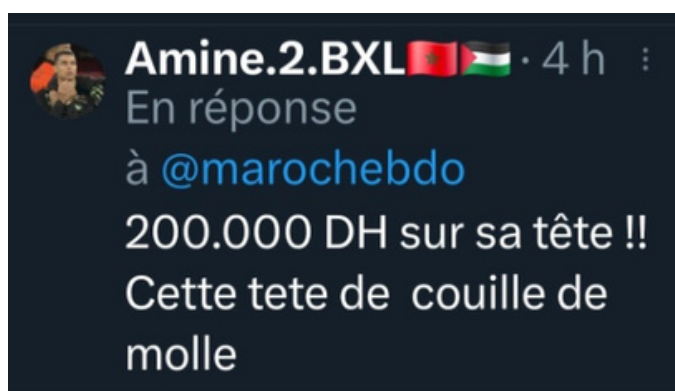 Amine.2.BXL🇲🇦🇵🇸 · 4 h
En réponse
à @marochebdo
200.000 DH sur sa tête !!
Cette tete de  couille de
molle